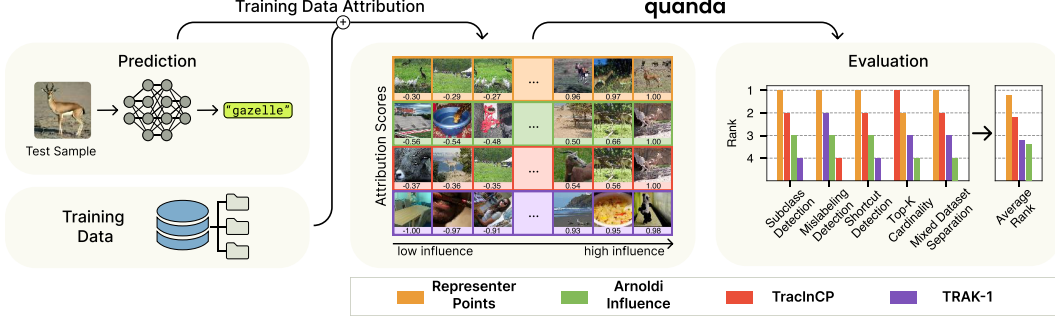 Training Data Attribution
+
quanda
Prediction
"gazelle"
Test Sample
Training
Data
Attribution Scores
... 
-0.30 -0.29 -0.27 0.96 0.97 1.00
...
-0.56 -0.54 -0.48 0.50 0.66 1.00
...
-0.37 -0.36 -0.35 0.54 0.56 1.00
...
-1.00 -0.97 -0.91 0.93 0.95 0.98
low influence
high influence
Evaluation
Rank
1
2
3
4
Subclass
Detection
Mislabeling
Detection
Shortcut
Detection
Top-K
Cardinality
Mixed Dataset
Separation
Average
Rank
Representer
Points
Arnoldi
Influence
TracInCP
TRAK-1